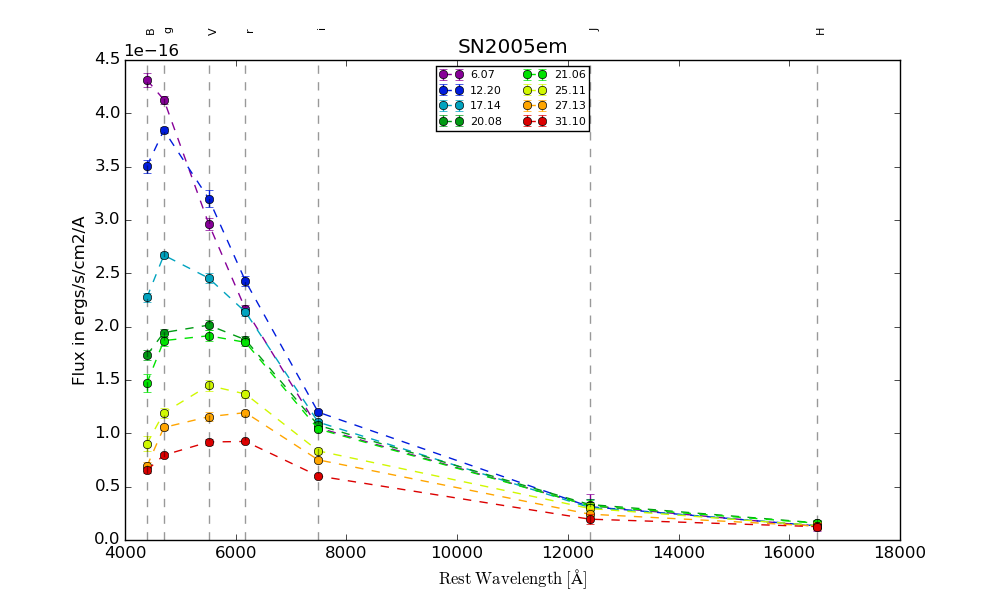 B g V r i J H
1e−16
SN2005em
4.5
4.0
3.5
3.0
2.5
2.0
1.5
1.0
0.5
0.0
Flux in ergs/s/cm2/A
6.07 21.06
12.20 25.11
17.14 27.13
20.08 31.10
4000 6000 8000 10000 12000 14000 16000 18000
Rest Wavelength [Å]